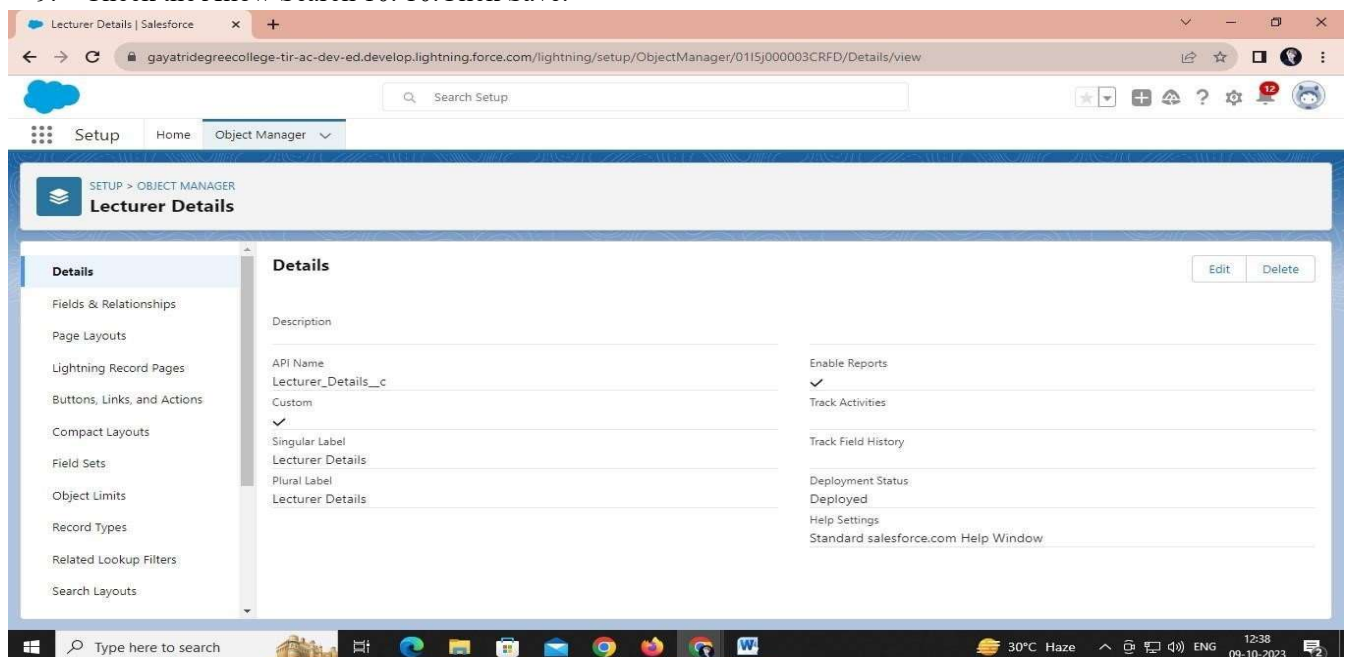 Lecturer Details | Salesforce
gayatridegreecollege-tir-ac-dev-ed.develop.lightning.force.com/lightning/setup/ObjectManager/01I5j000003CRFD/Details/view
Search Setup
12
Setup Home Object Manager
SETUP > OBJECT MANAGER
Lecturer Details
Details
Fields & Relationships
Page Layouts
Lightning Record Pages
Buttons, Links, and Actions
Compact Layouts
Field Sets
Object Limits
Record Types
Related Lookup Filters
Search Layouts
Details
Edit Delete
Description
API Name
Lecturer_Details__c
Custom
Singular Label
Lecturer Details
Plural Label
Lecturer Details
Enable Reports
Track Activities
Track Field History
Deployment Status
Deployed
Help Settings
Standard salesforce.com Help Window
Type here to search
30°C Haze
ENG
12:38
09-10-2023
2